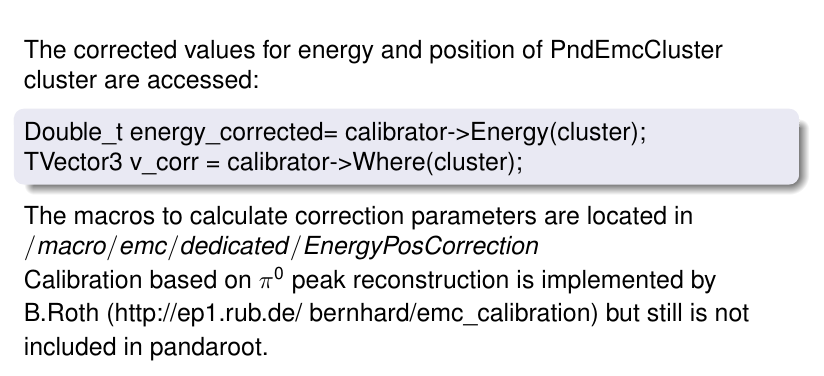 The corrected values for energy and position of PndEmcCluster
cluster are accessed:
Double_t energy_corrected= calibrator->Energy(cluster);
TVector3 v_corr = calibrator->Where(cluster);
The macros to calculate correction parameters are located in
/macro/emc/dedicated/EnergyPosCorrection
Calibration based on π⁰ peak reconstruction is implemented by
B.Roth (http://ep1.rub.de/ bernhard/emc_calibration) but still is not
included in pandaroot.